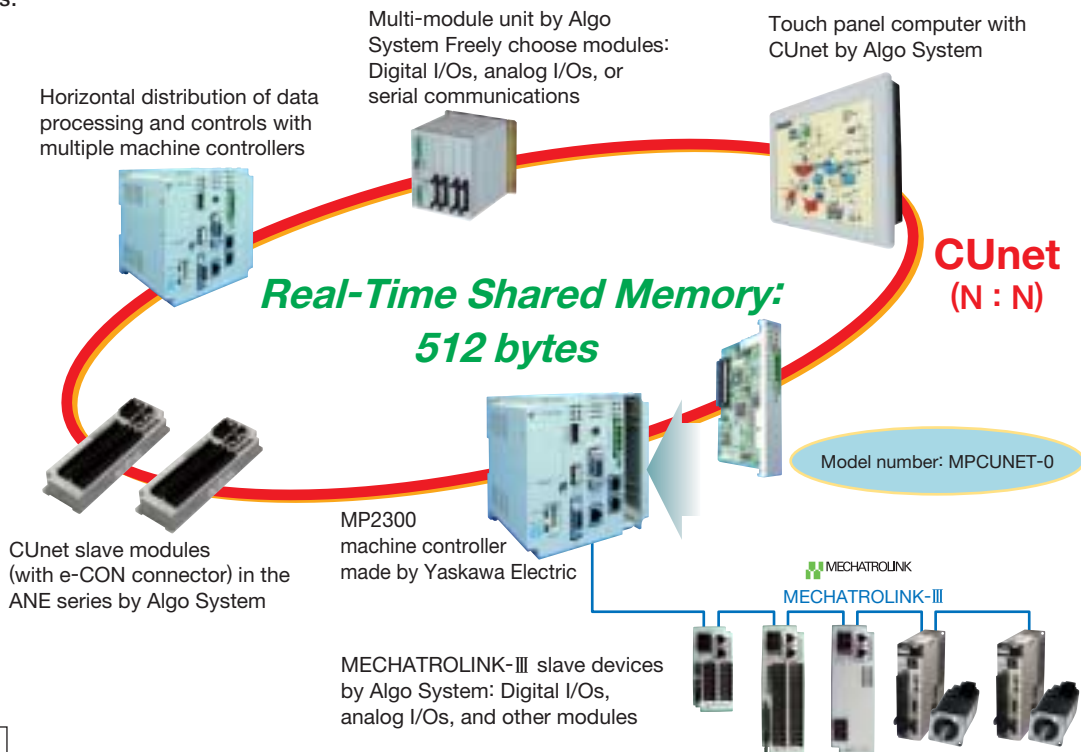 s.
Multi-module unit by Algo
System Freely choose modules:
Digital I/Os, analog I/Os, or
serial communications
Touch panel computer with
CUnet by Algo System
Horizontal distribution of data
processing and controls with
multiple machine controllers
CUnet
(N : N)
Real-Time Shared Memory:
512 bytes
Model number: MPCUNET-0
MP2300
machine controller
made by Yaskawa Electric
CUnet slave modules
(with e-CON connector) in the
ANE series by Algo System
MECHATROLINK
MECHATROLINK-Ⅲ
MECHATROLINK-Ⅲ slave devices
by Algo System: Digital I/Os,
analog I/Os, and other modules